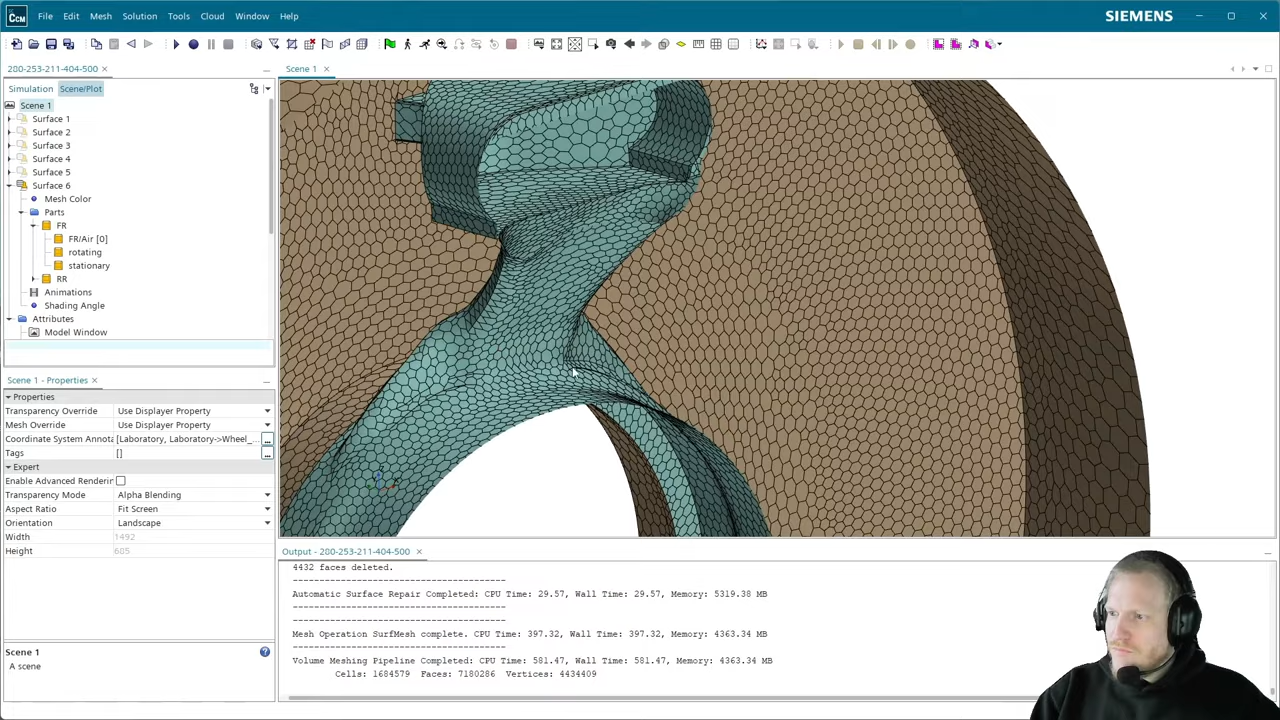 CCM
File Edit Mesh Solution Tools Cloud Window Help
SIEMENS
280-253-211-404-500
Simulation Scene/Plot
Scene 1
Surface 1
Surface 2
Surface 3
Surface 4
Surface 5
Surface 6
Mesh Color
Parts
FR
FR/Air [0]
rotating
stationary
RR
Animations
Shading Angle
Attributes
Model Window
Scene 1 - Properties
Properties
Transparency Override Use Displayer Property
Mesh Override Use Displayer Property
Coordinate System Annota [Laboratory, Laboratory->Wheel_... ...
Tags [] ...
Expert
Enable Advanced Renderin
Transparency Mode Alpha Blending
Aspect Ratio Fit Screen
Orientation Landscape
Width 1492
Height 605
Scene 1
A scene
Scene 1
Output - 280-253-211-404-500
4432 faces deleted.
----------------------------------------
Automatic Surface Repair Completed: CPU Time: 29.57, Wall Time: 29.57, Memory: 5319.38 MB
----------------------------------------
----------------------------------------
Mesh Operation SurfMesh complete. CPU Time: 397.32, Wall Time: 397.32, Memory: 4363.34 MB
----------------------------------------
Volume Meshing Pipeline Completed: CPU Time: 581.47, Wall Time: 581.47, Memory: 4363.34 MB
Cells: 1684579 Faces: 7180286 Vertices: 4434409